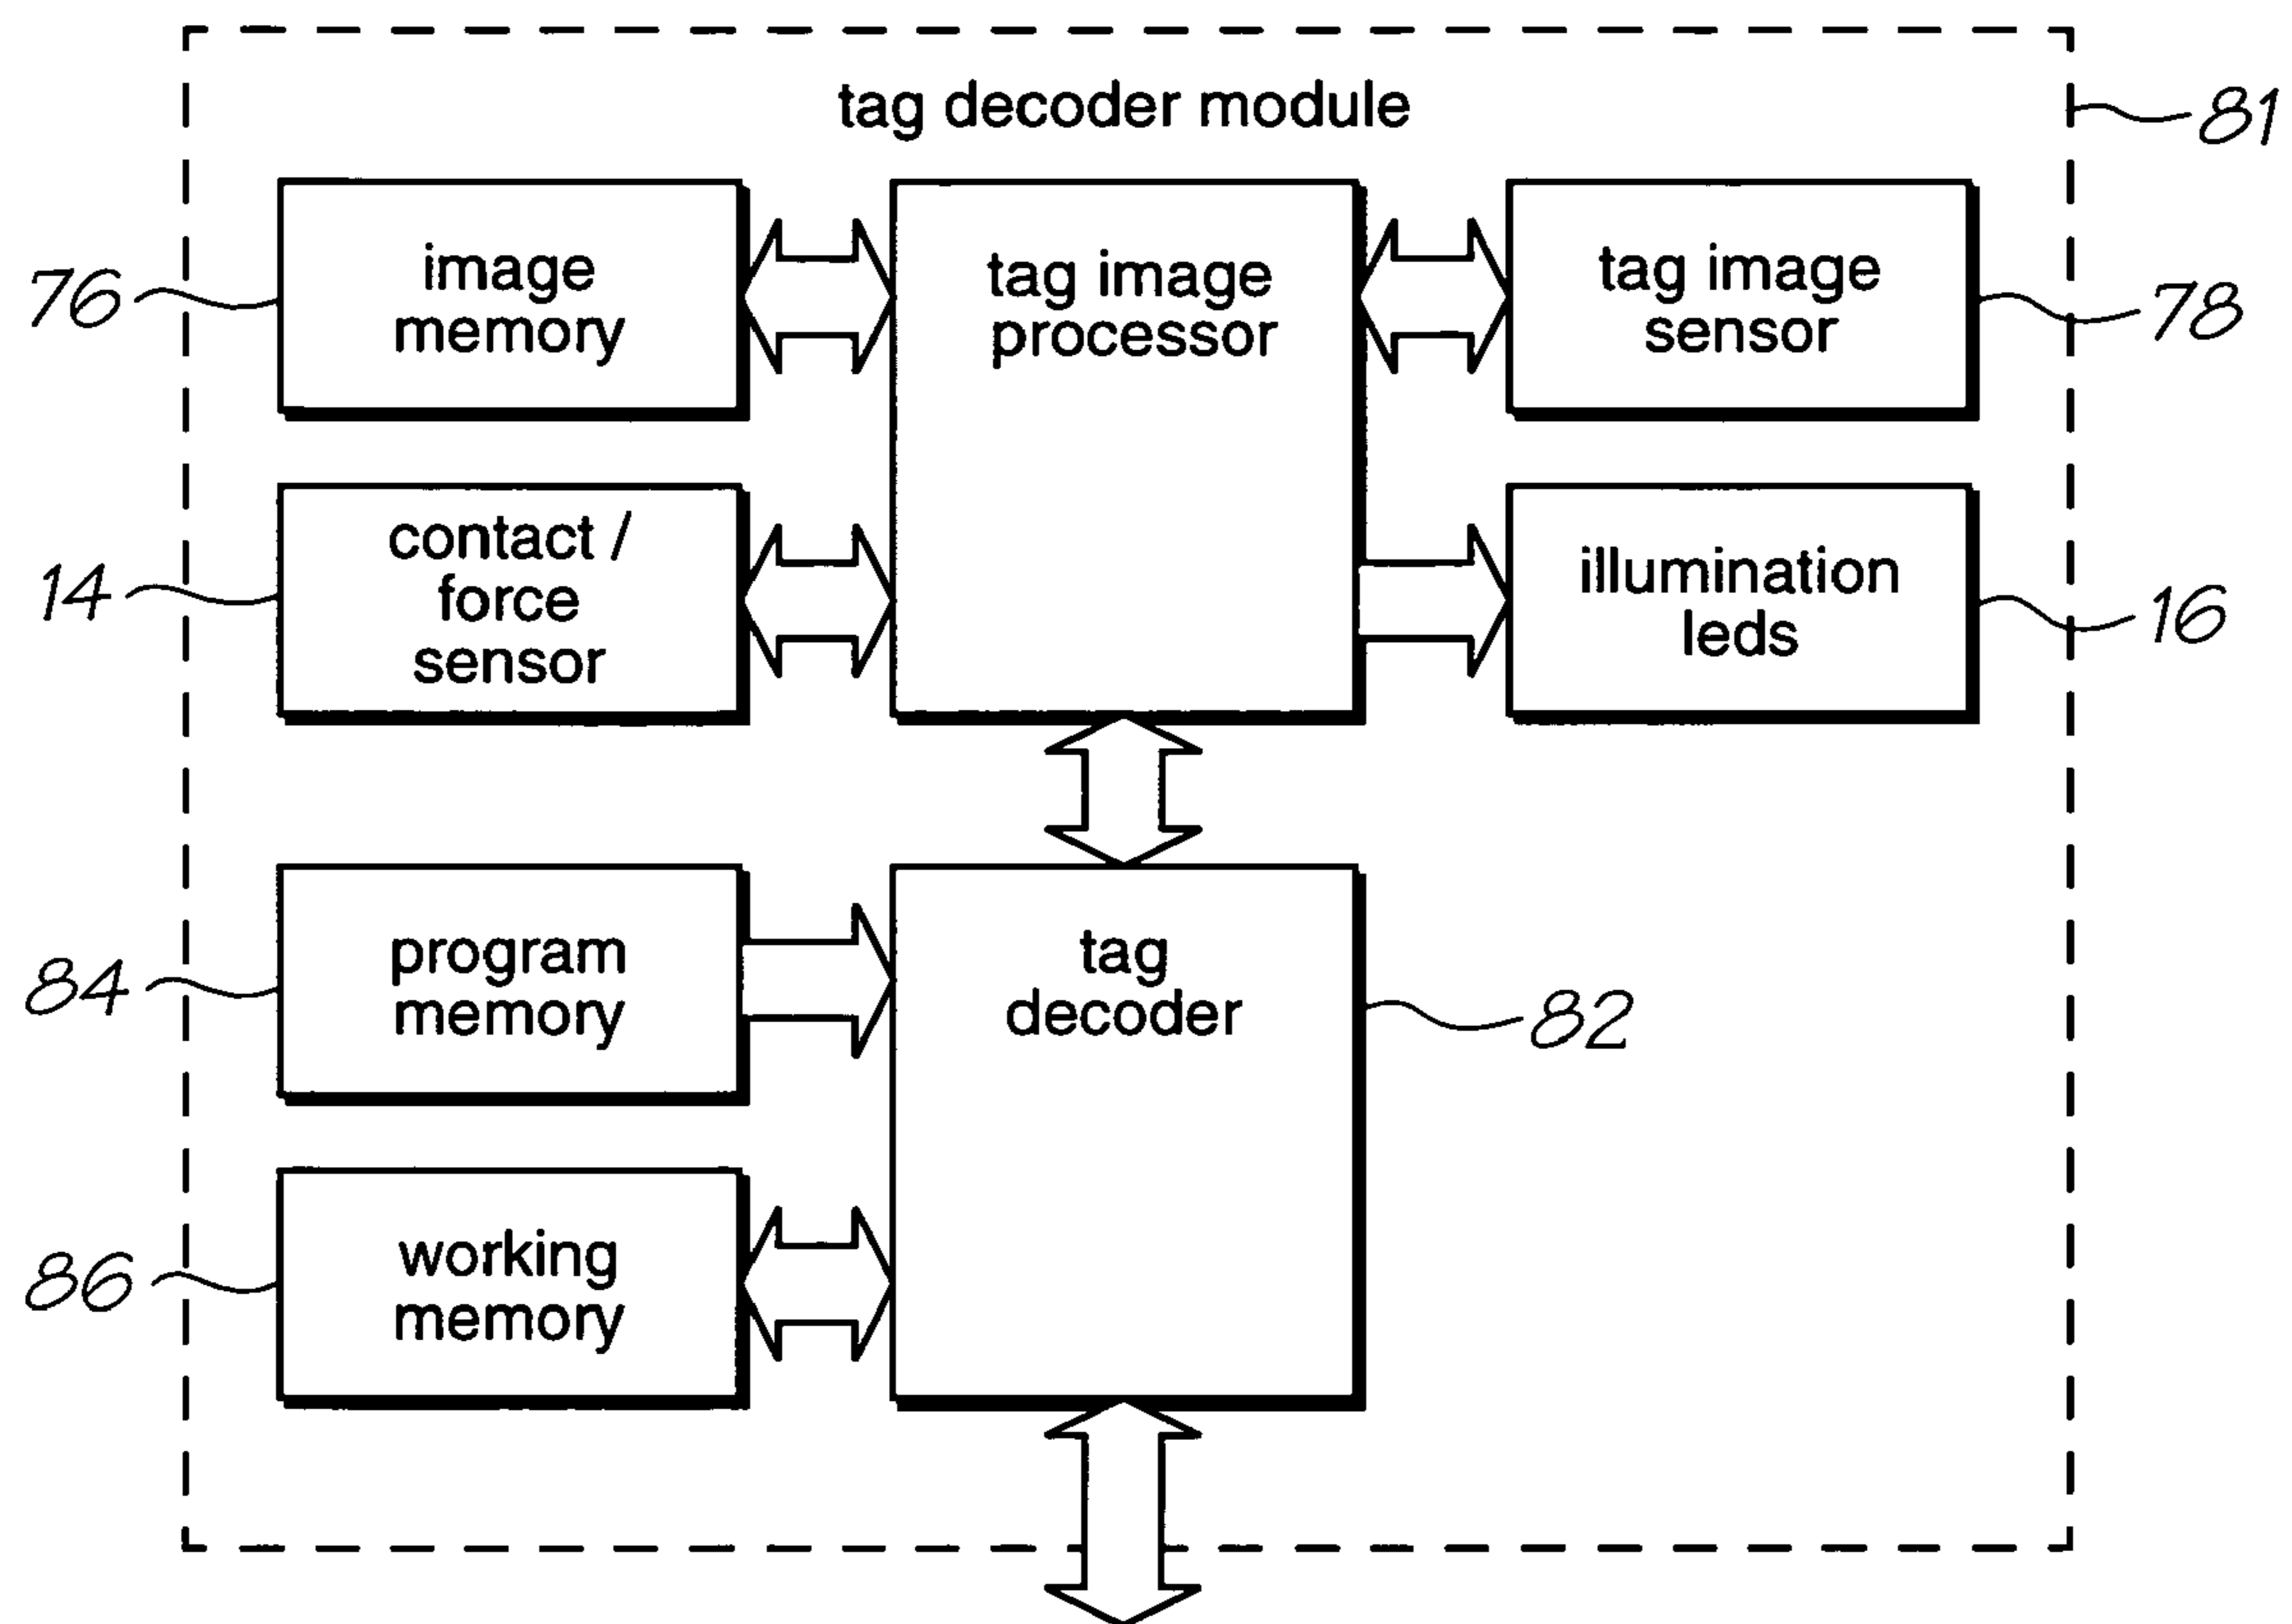 tag decoder module
81
image
memory
76
tag image
processor
tag image
sensor
78
contact /
force
sensor
14
illumination
leds
16
program
memory
84
tag
decoder
82
working
memory
86